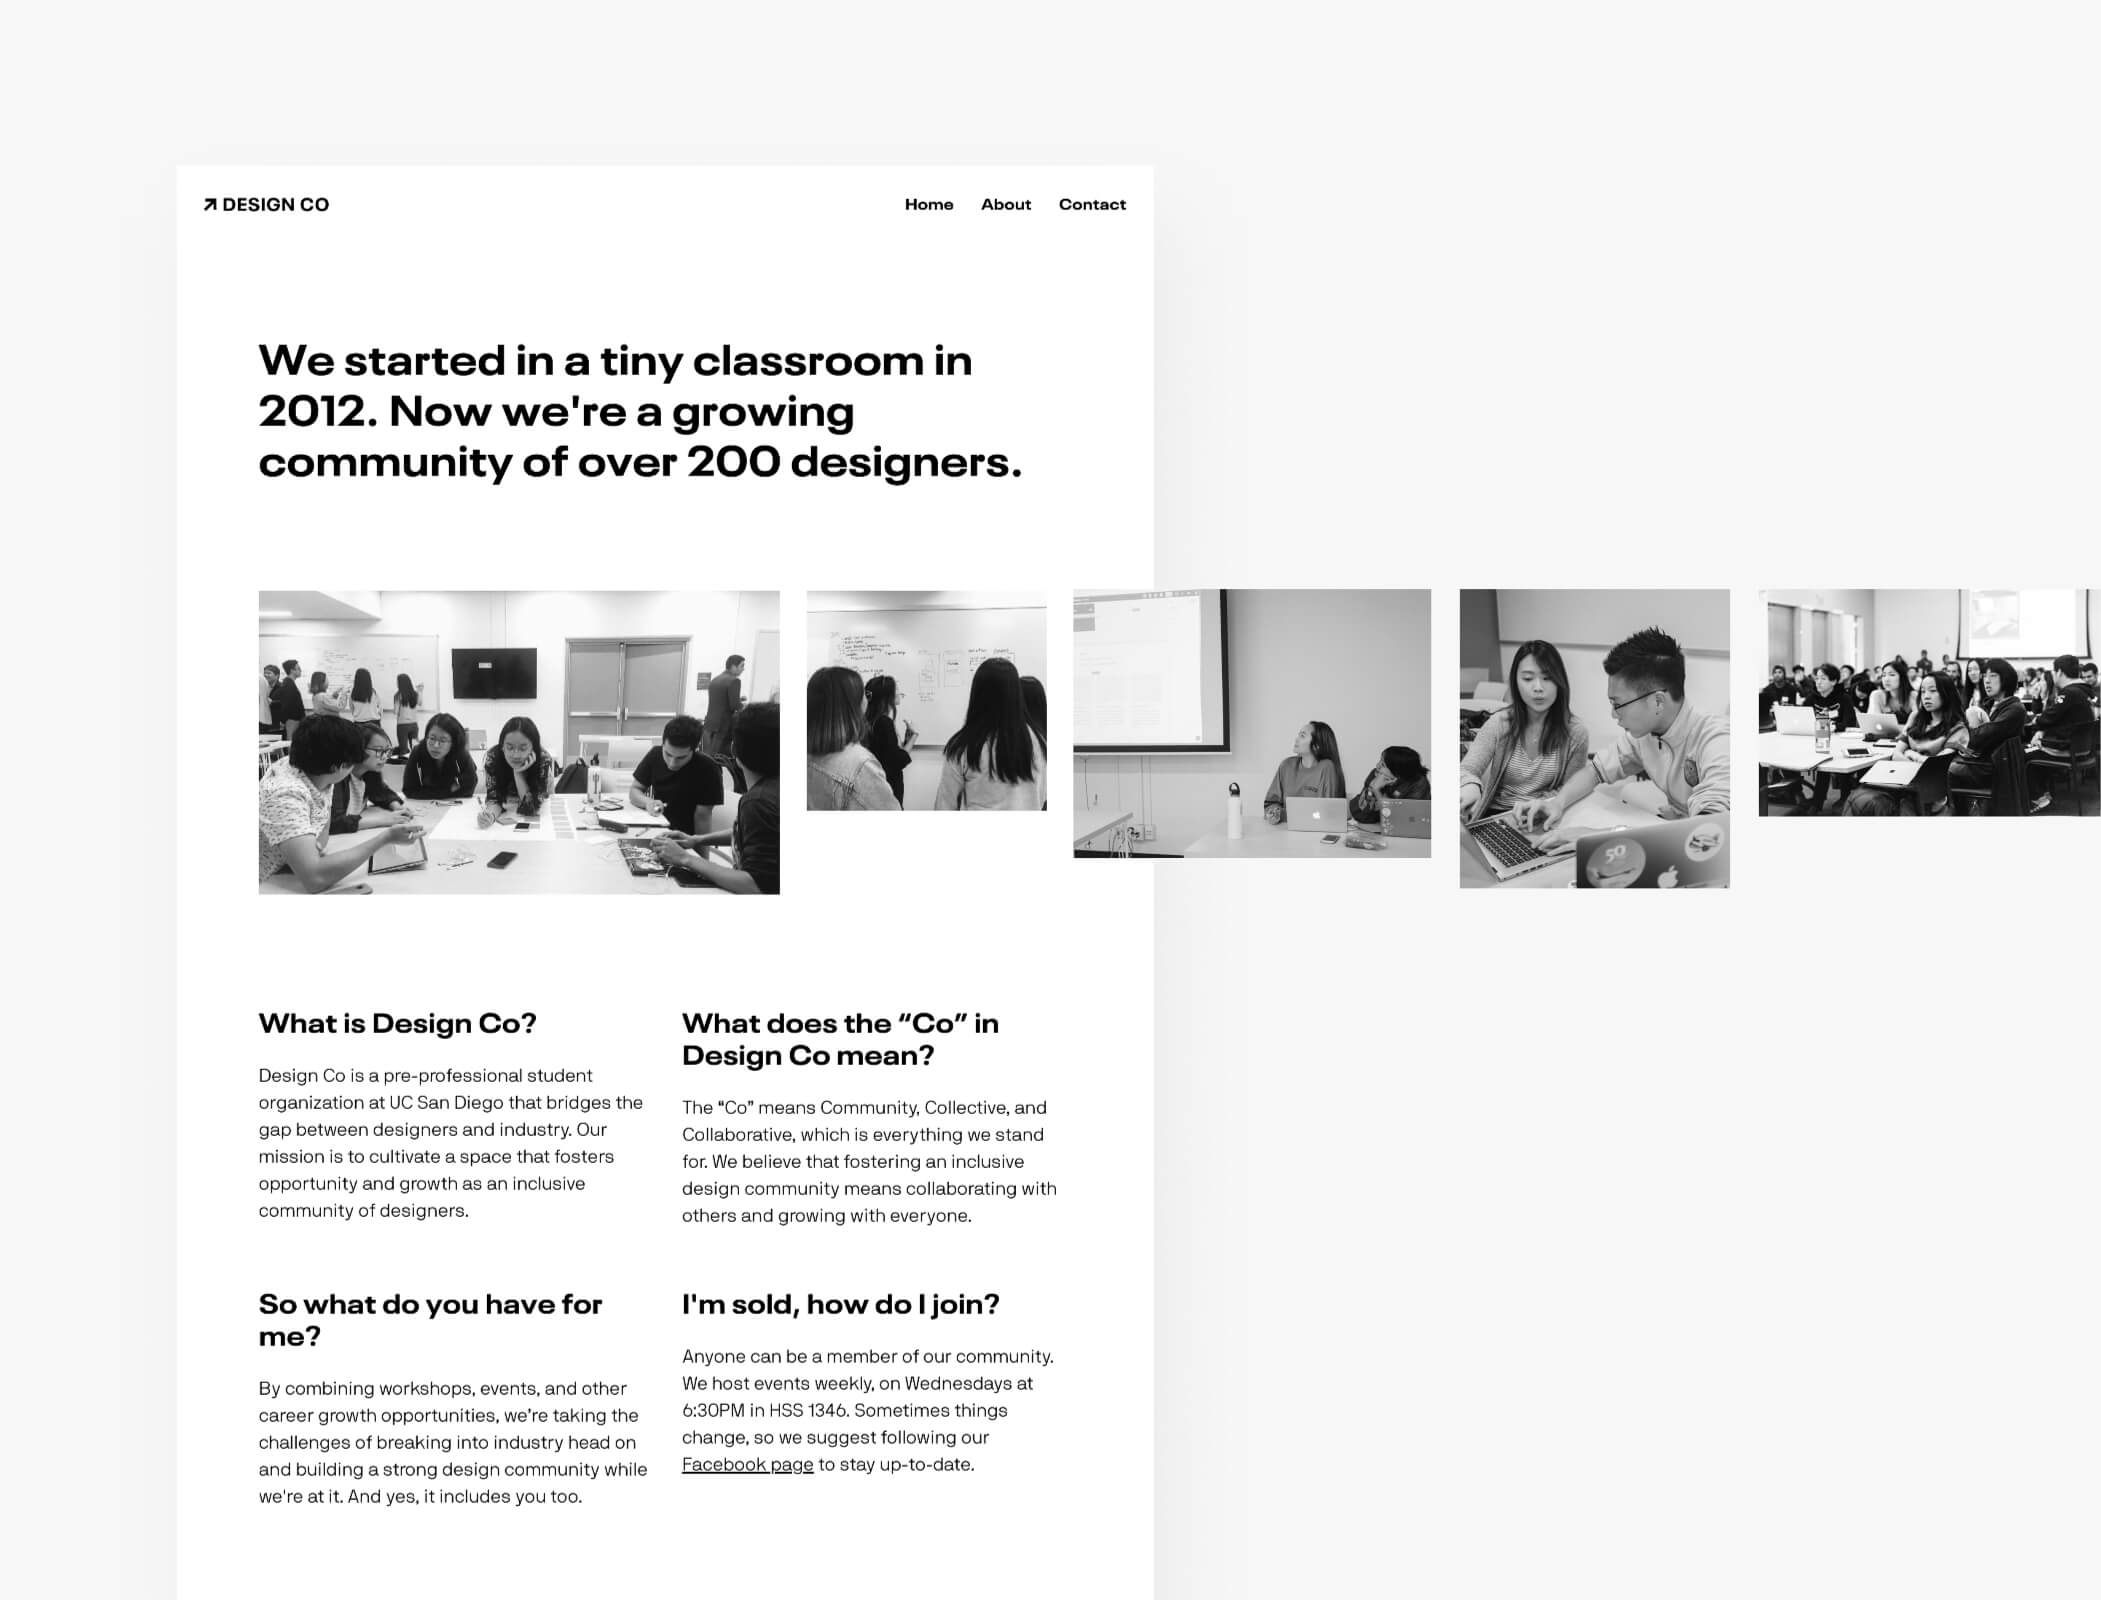 DESIGN CO
Home About Contact
We started in a tiny classroom in
2012. Now we're a growing
community of over 200 designers.
50
What is Design Co?
Design Co is a pre-professional student
organization at UC San Diego that bridges the
gap between designers and industry. Our
mission is to cultivate a space that fosters
opportunity and growth as an inclusive
community of designers.
What does the “Co” in
Design Co mean?
The “Co” means Community, Collective, and
Collaborative, which is everything we stand
for. We believe that fostering an inclusive
design community means collaborating with
others and growing with everyone.
So what do you have for
me?
By combining workshops, events, and other
career growth opportunities, we’re taking the
challenges of breaking into industry head on
and building a strong design community while
we're at it. And yes, it includes you too.
I'm sold, how do I join?
Anyone can be a member of our community.
We host events weekly, on Wednesdays at
6:30PM in HSS 1346. Sometimes things
change, so we suggest following our
Facebook page to stay up-to-date.